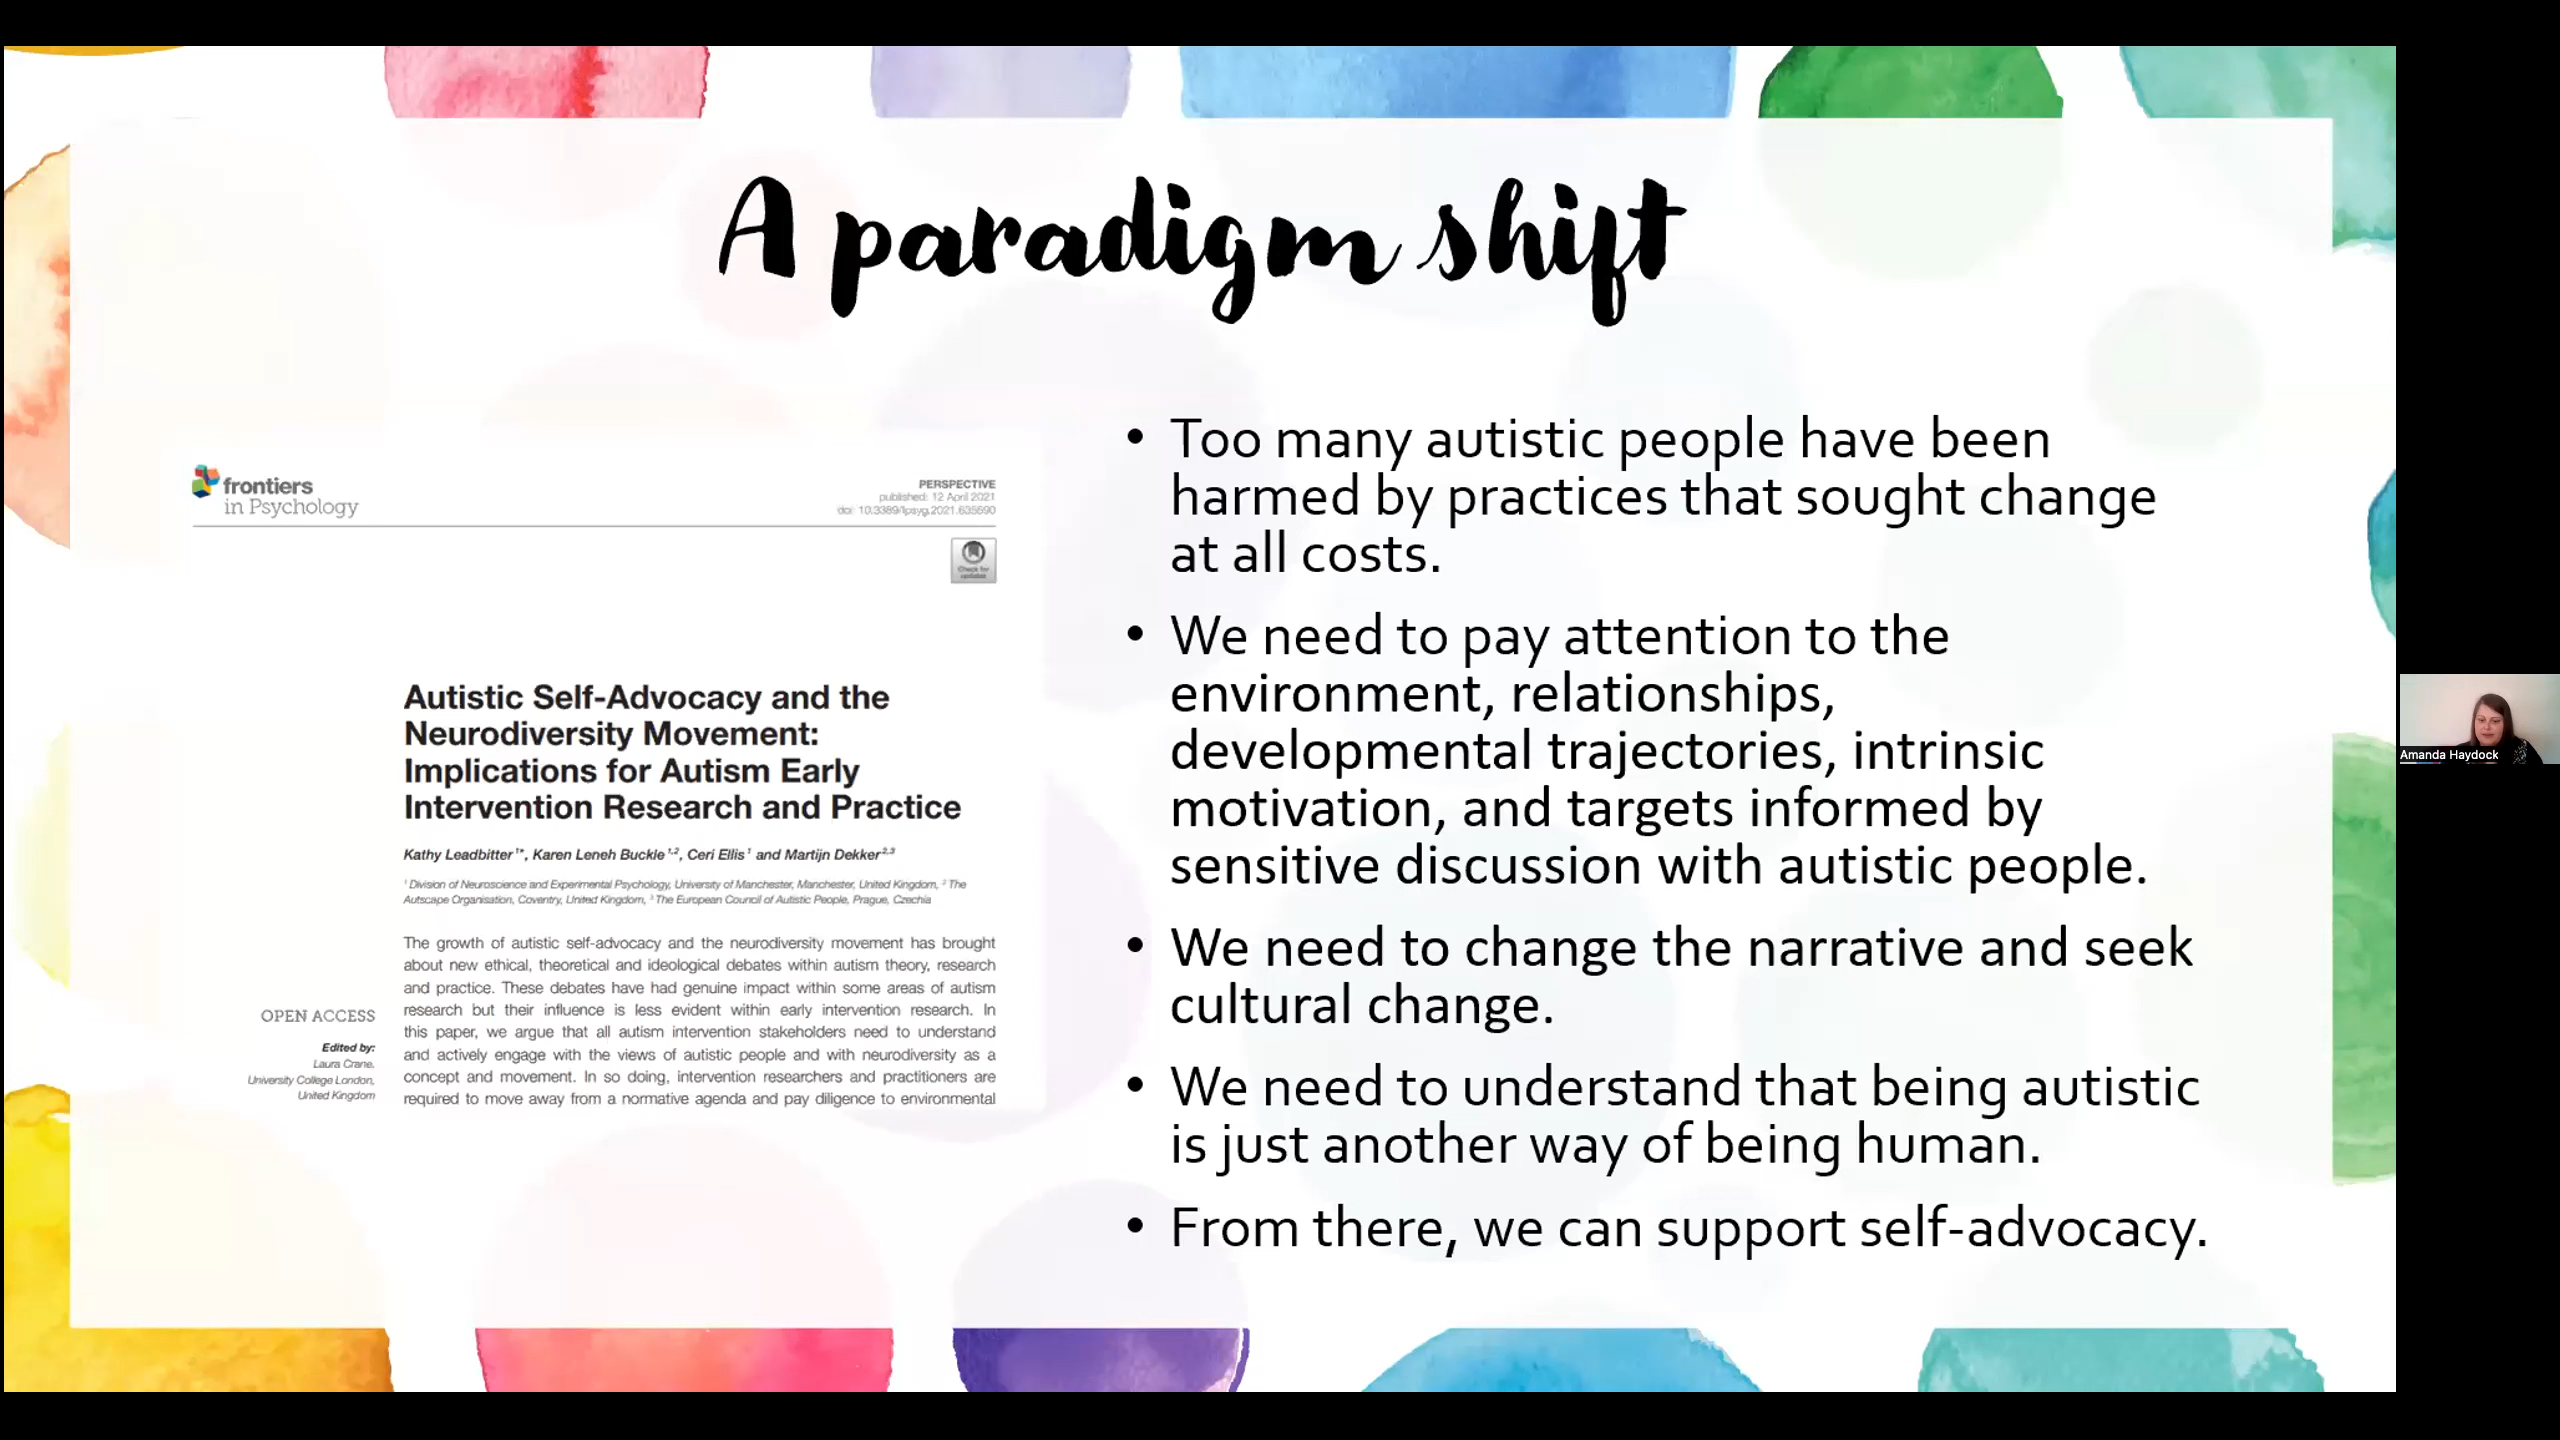 A paradigm shift
frontiers
in Psychology
PERSPECTIVE
published: 12 April 2021
doi: 10.3389/fpsyg.2021.635690
Check for
updates
Autistic Self-Advocacy and the
Neurodiversity Movement:
Implications for Autism Early
Intervention Research and Practice
Kathy Leadbitter 1*, Karen Leneh Buckle 1,2, Ceri Ellis 1 and Martijn Dekker 2,3
1 Division of Neuroscience and Experimental Psychology, University of Manchester, Manchester, United Kingdom, 2 The
Autscape Organisation, Coventry, United Kingdom, 3 The European Council of Autistic People, Prague, Czechia
The growth of autistic self-advocacy and the neurodiversity movement has brought
about new ethical, theoretical and ideological debates within autism theory, research
and practice. These debates have had genuine impact within some areas of autism
research but their influence is less evident within early intervention research. In
this paper, we argue that all autism intervention stakeholders need to understand
and actively engage with the views of autistic people and with neurodiversity as a
concept and movement. In so doing, intervention researchers and practitioners are
required to move away from a normative agenda and pay diligence to environmental
OPEN ACCESS
Edited by:
Laura Crane,
University College London,
United Kingdom
• Too many autistic people have been
harmed by practices that sought change
at all costs.
• We need to pay attention to the
environment, relationships,
developmental trajectories, intrinsic
motivation, and targets informed by
sensitive discussion with autistic people.
• We need to change the narrative and seek
cultural change.
• We need to understand that being autistic
is just another way of being human.
• From there, we can support self-advocacy.
Amanda Haydock